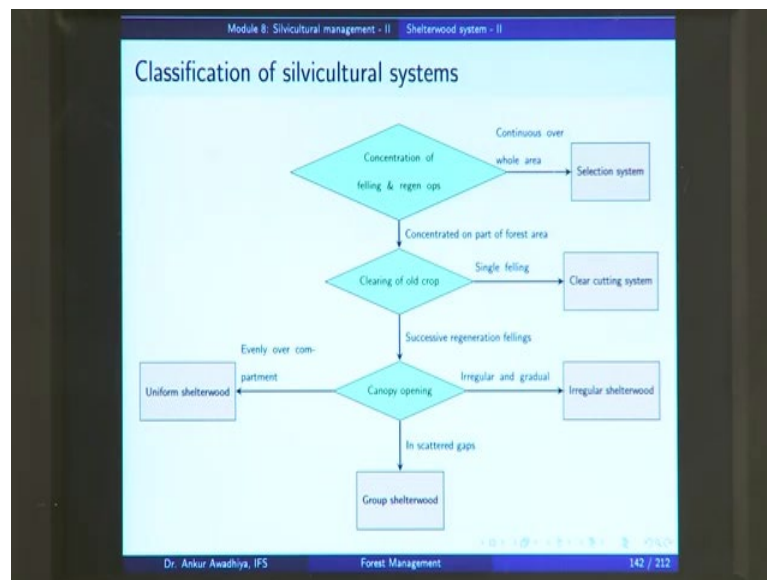 Module 8: Silvicultural management - II Shelterwood system - II
Classification of silvicultural systems
Concentration of
felling & regen ops
Continuous over
whole area
Selection system
Concentrated on part of forest area
Clearing of old crop
Single felling
Clear cutting system
Successive regeneration fellings
Evenly over com-
partment
Uniform shelterwood
Canopy opening
Irregular and gradual
Irregular shelterwood
In scattered gaps
Group shelterwood
Dr. Ankur Awadhiya, IFS Forest Management 142 / 212